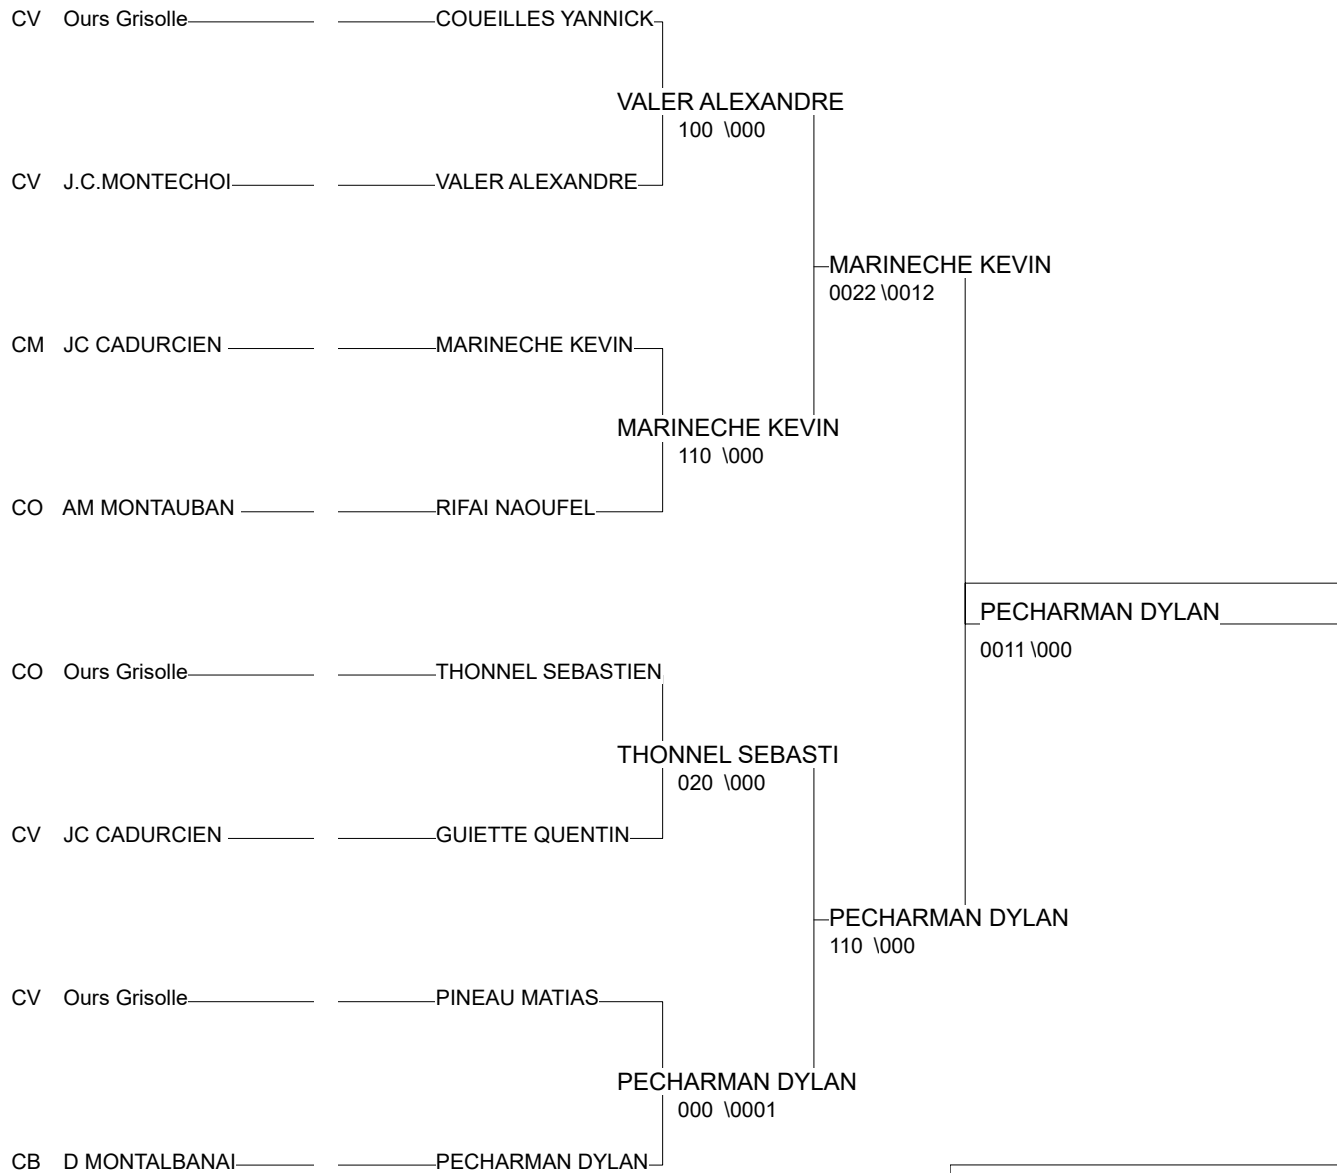 CV Ours Grisolle COUEILLES YANNICK
VALER ALEXANDRE
100 \000
CV J.C.MONTECHOI VALER ALEXANDRE
MARINECHE KEVIN
0022 \0012
CM JC CADURCIEN MARINECHE KEVIN
MARINECHE KEVIN
110 \000
CO AM MONTAUBAN RIFAI NAOUFEL
PECHARMAN DYLAN
0011 \000
CO Ours Grisolle THONNEL SEBASTIEN
THONNEL SEBASTI
020 \000
CV JC CADURCIEN GUIETTE QUENTIN
PECHARMAN DYLAN
110 \000
CV Ours Grisolle PINEAU MATIAS
PECHARMAN DYLAN
000 \0001
CB D MONTALBANAI PECHARMAN DYLAN